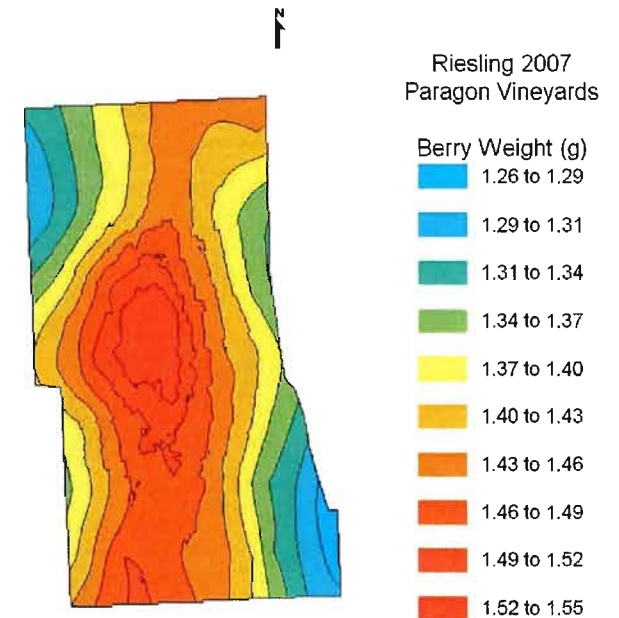 N
Riesling 2007
Paragon Vineyards
Berry Weight (g)
1.26 to 1.29
1.29 to 1.31
1.31 to 1.34
1.34 to 1.37
1.37 to 1.40
1.40 to 1.43
1.43 to 1.46
1.46 to 1.49
1.49 to 1.52
1.52 to 1.55